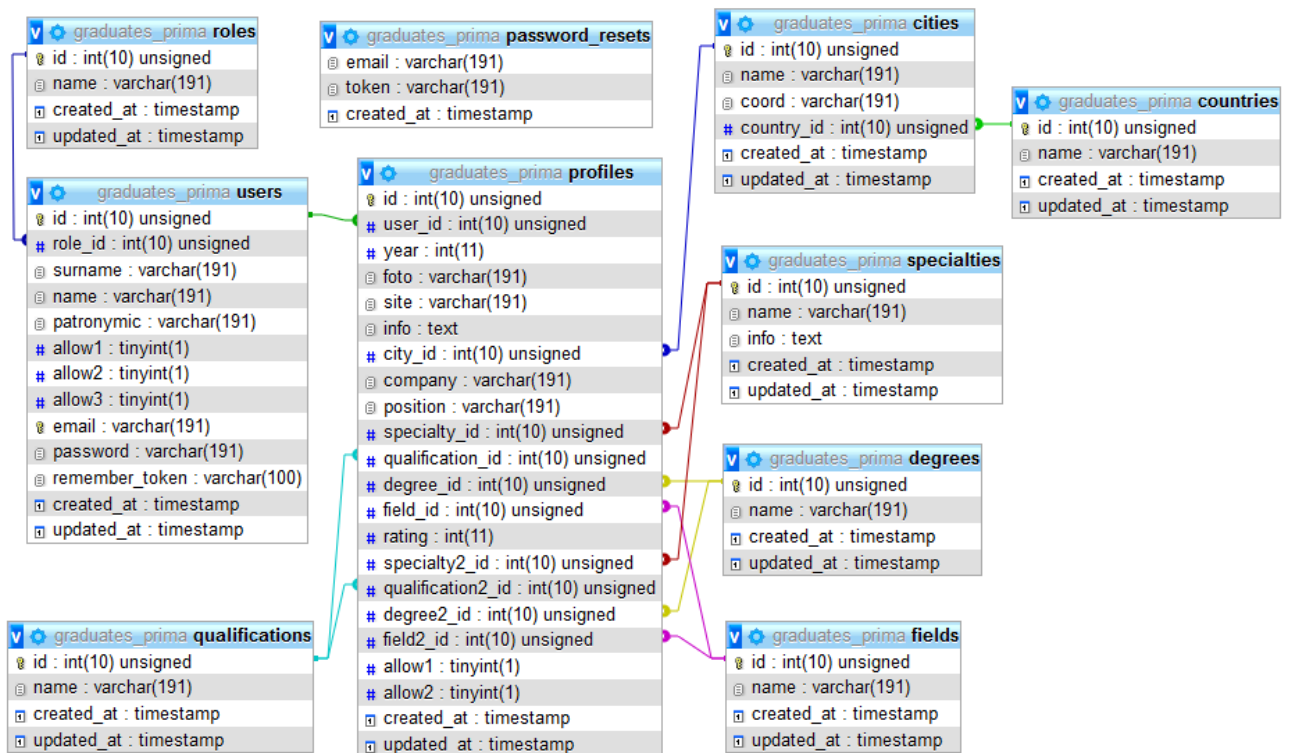 graduates_prima roles
id : int(10) unsigned
name : varchar(191)
created_at : timestamp
updated_at : timestamp
graduates_prima password_resets
email : varchar(191)
token : varchar(191)
created_at : timestamp
graduates_prima cities
id : int(10) unsigned
name : varchar(191)
coord : varchar(191)
country_id : int(10) unsigned
created_at : timestamp
updated_at : timestamp
graduates_prima countries
id : int(10) unsigned
name : varchar(191)
created_at : timestamp
updated_at : timestamp
graduates_prima users
id : int(10) unsigned
role_id : int(10) unsigned
surname : varchar(191)
name : varchar(191)
patronymic : varchar(191)
allow1 : tinyint(1)
allow2 : tinyint(1)
allow3 : tinyint(1)
email : varchar(191)
password : varchar(191)
remember_token : varchar(100)
created_at : timestamp
updated_at : timestamp
graduates_prima profiles
id : int(10) unsigned
user_id : int(10) unsigned
year : int(11)
foto : varchar(191)
site : varchar(191)
info : text
city_id : int(10) unsigned
company : varchar(191)
position : varchar(191)
specialty_id : int(10) unsigned
qualification_id : int(10) unsigned
degree_id : int(10) unsigned
field_id : int(10) unsigned
rating : int(11)
specialty2_id : int(10) unsigned
qualification2_id : int(10) unsigned
degree2_id : int(10) unsigned
field2_id : int(10) unsigned
allow1 : tinyint(1)
allow2 : tinyint(1)
created_at : timestamp
updated_at : timestamp
graduates_prima specialties
id : int(10) unsigned
name : varchar(191)
info : text
created_at : timestamp
updated_at : timestamp
graduates_prima degrees
id : int(10) unsigned
name : varchar(191)
created_at : timestamp
updated_at : timestamp
graduates_prima qualifications
id : int(10) unsigned
name : varchar(191)
created_at : timestamp
updated_at : timestamp
graduates_prima fields
id : int(10) unsigned
name : varchar(191)
created_at : timestamp
updated_at : timestamp